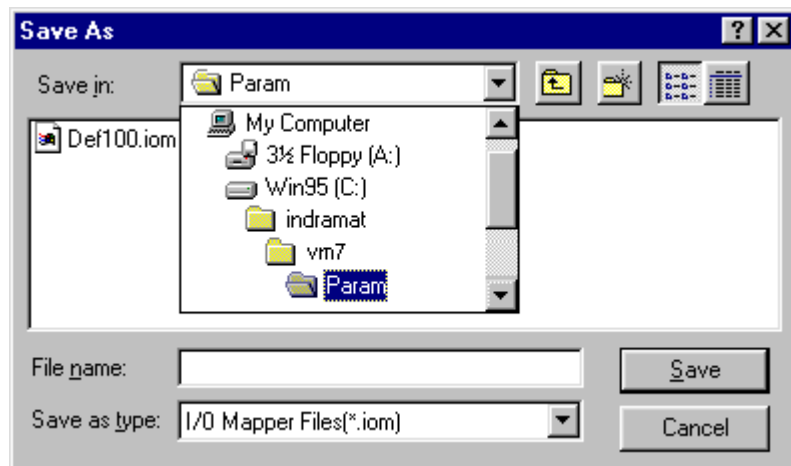 Save As
Save in:
Param
My Computer
Def100.iom
3½ Floppy (A:)
Win95 (C:)
indramat
vm7
Param
File name:
Save
Save as type:
I/O Mapper Files(*.iom)
Cancel